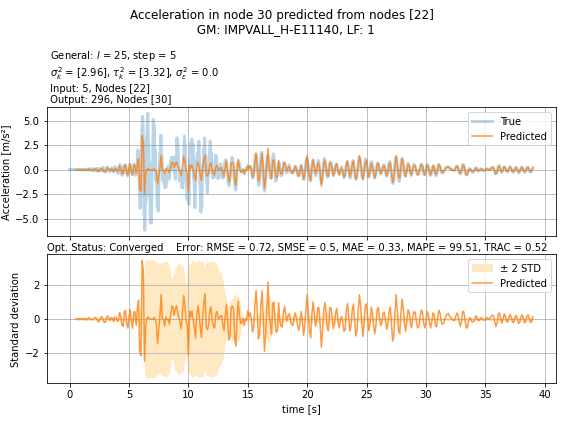 Acceleration in node 30 predicted from nodes [22]
GM: IMPVALL_H-E11140, LF: 1
General: l = 25, step = 5
σ²ₖ = [2.96], τ²ₖ = [3.32], σ²ε = 0.0
Input: 5, Nodes [22]
Output: 296, Nodes [30]
Acceleration [m/s²]
5.0
2.5
0.0
−2.5
−5.0
True
Predicted
Opt. Status: Converged    Error: RMSE = 0.72, SMSE = 0.5, MAE = 0.33, MAPE = 99.51, TRAC = 0.52
Standard deviation
2
0
−2
± 2 STD
Predicted
0 5 10 15 20 25 30 35 40
time [s]